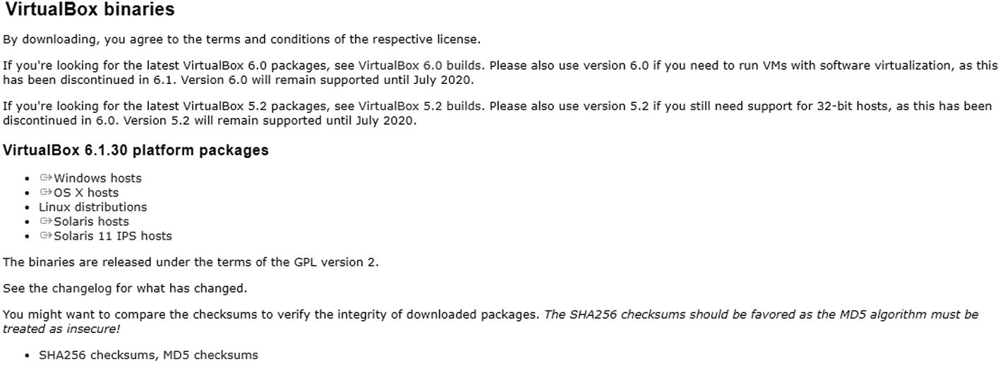 VirtualBox binaries
By downloading, you agree to the terms and conditions of the respective license.
If you're looking for the latest VirtualBox 6.0 packages, see VirtualBox 6.0 builds. Please also use version 6.0 if you need to run VMs with software virtualization, as this
has been discontinued in 6.1. Version 6.0 will remain supported until July 2020.
If you're looking for the latest VirtualBox 5.2 packages, see VirtualBox 5.2 builds. Please also use version 5.2 if you still need support for 32-bit hosts, as this has been
discontinued in 6.0. Version 5.2 will remain supported until July 2020.
VirtualBox 6.1.30 platform packages
• Windows hosts
• OS X hosts
• Linux distributions
• Solaris hosts
• Solaris 11 IPS hosts
The binaries are released under the terms of the GPL version 2.
See the changelog for what has changed.
You might want to compare the checksums to verify the integrity of downloaded packages. The SHA256 checksums should be favored as the MD5 algorithm must be
treated as insecure!
• SHA256 checksums, MD5 checksums